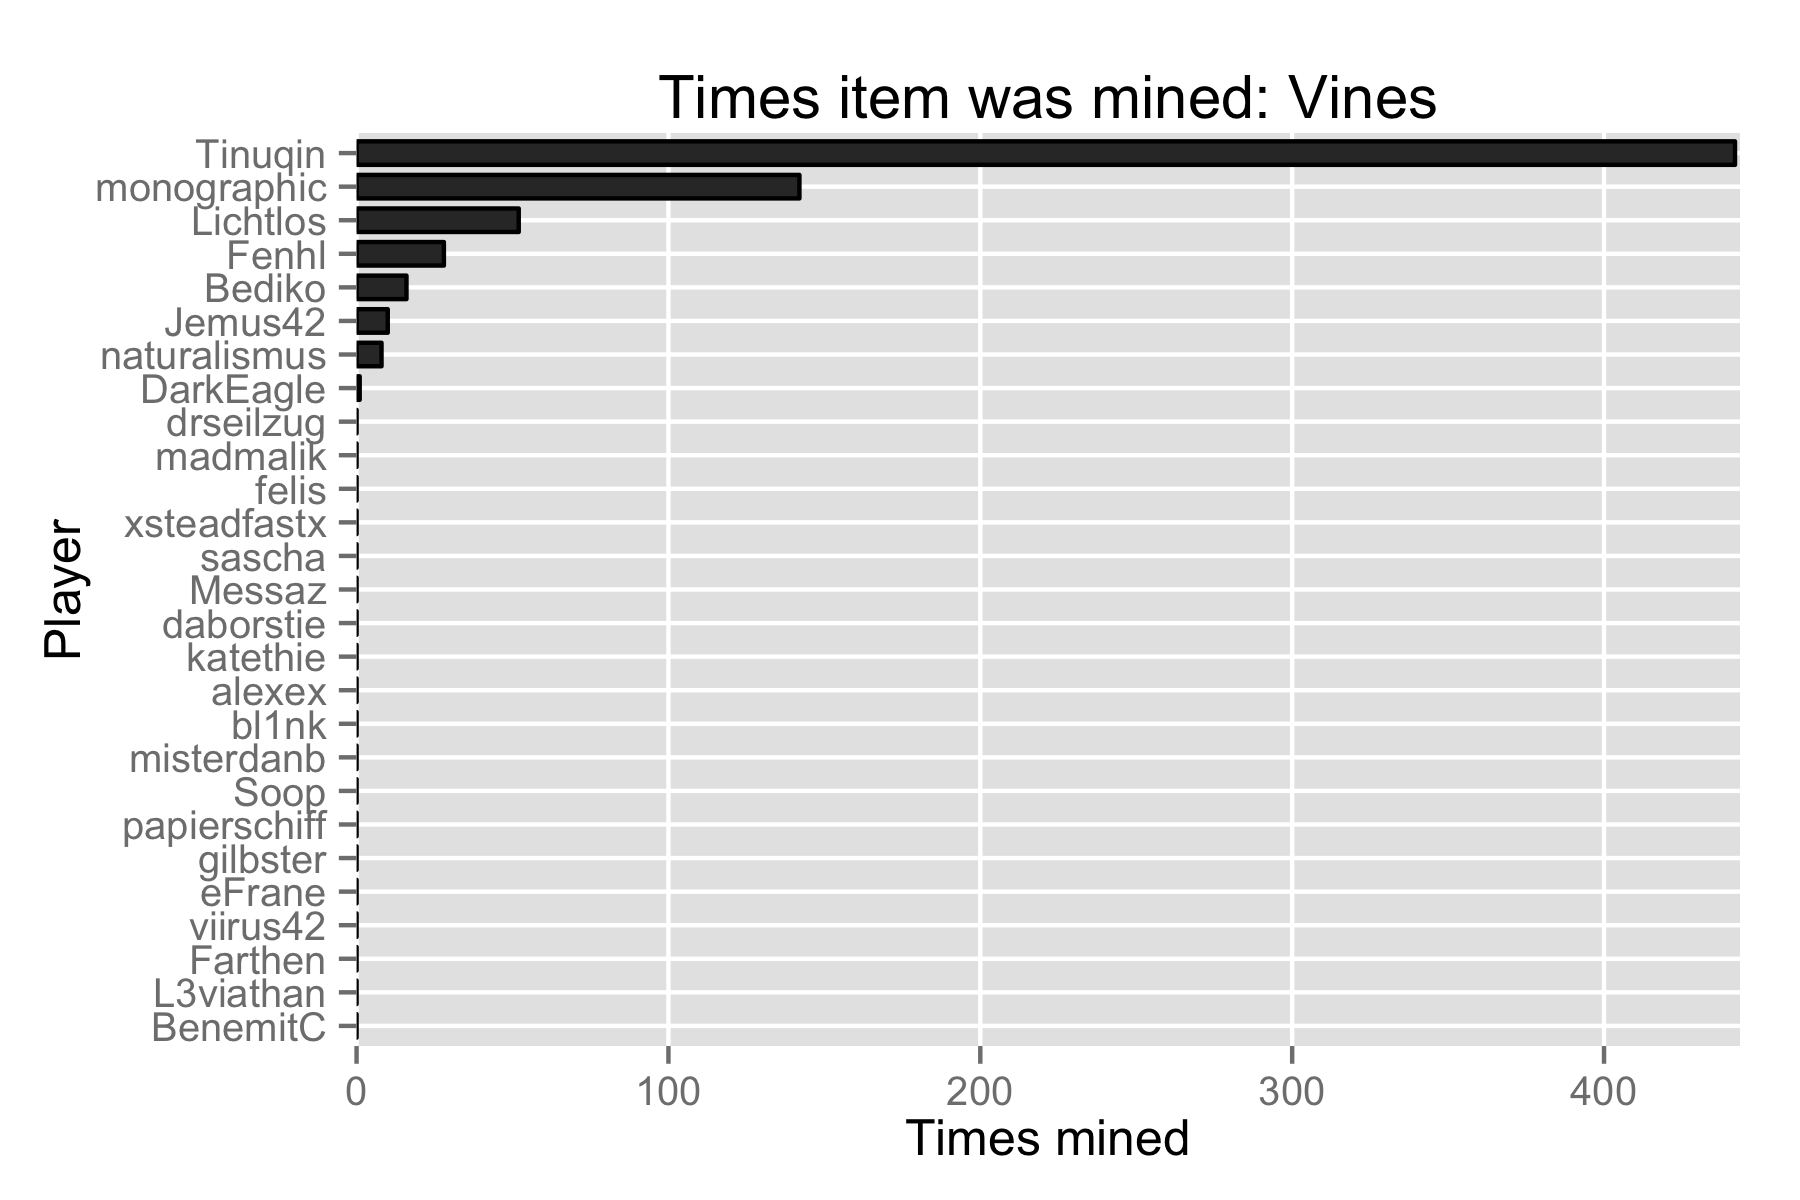 Times item was mined: Vines
Tinuqin
monographic
Lichtlos
Fenhl
Bediko
Jemus42
naturalismus
DarkEagle
drseilzug
madmalik
felis
xsteadfastx
sascha
Messaz
daborstie
katethie
alexex
bl1nk
misterdanb
Soop
papierschiff
gilbster
eFrane
viirus42
Farthen
L3viathan
BenemitC
Player
0 100 200 300 400
Times mined